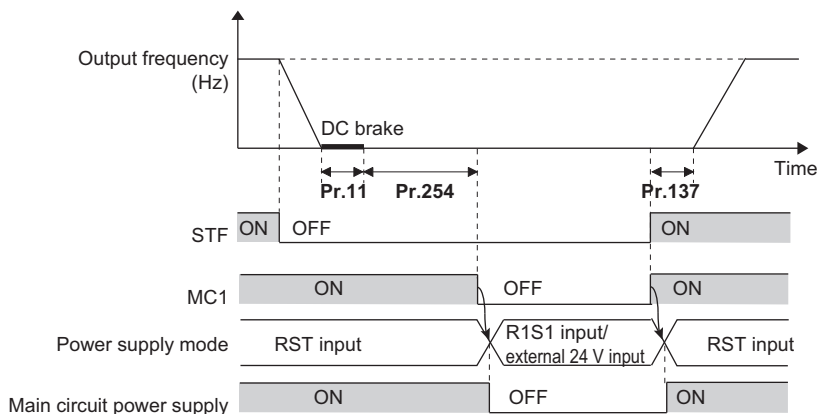 Output frequency
(Hz)
DC brake
Time
Pr.11 Pr.254 Pr.137
STF ON OFF ON
MC1 ON OFF ON
Power supply mode RST input R1S1 input/ RST input
external 24 V input
Main circuit power supply ON OFF ON